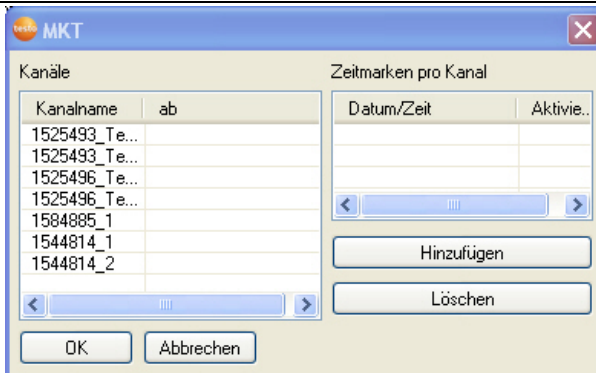 testo MKT
Kanäle
Kanalname ab
1525493_Te...
1525493_Te...
1525496_Te...
1525496_Te...
1584885_1
1544814_1
1544814_2
OK Abbrechen
Zeitmarken pro Kanal
Datum/Zeit Aktivie..
Hinzufügen
Löschen